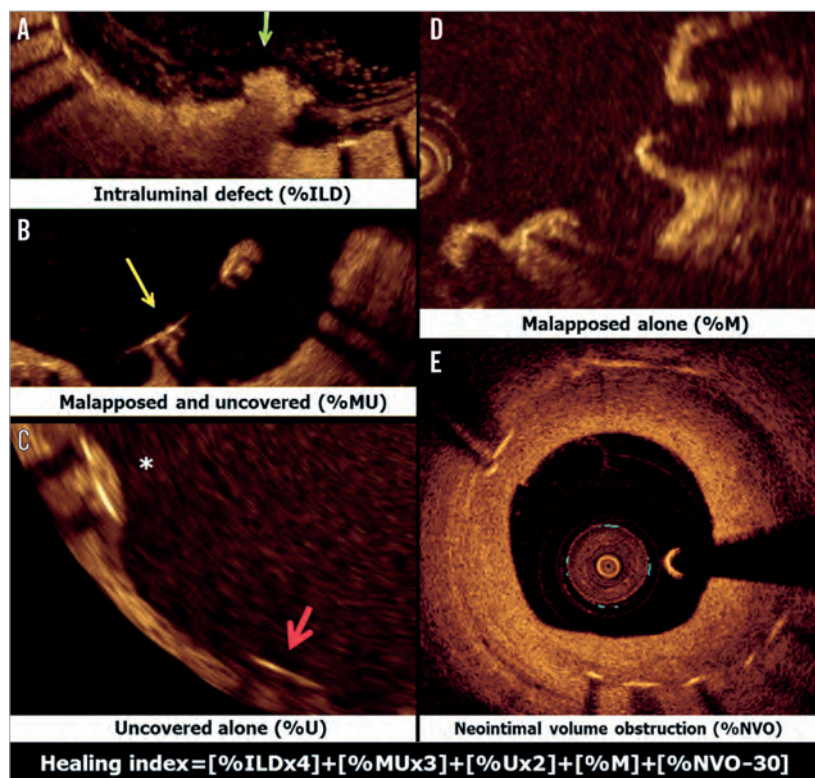 A
Intraluminal defect (%ILD)
B
Malapposed and uncovered (%MU)
C
*
Uncovered alone (%U)
D
Malapposed alone (%M)
E
Neointimal volume obstruction (%NVO)
Healing index=[%ILDx4]+[%MUx3]+[%Ux2]+[%M]+[%NVO-30]